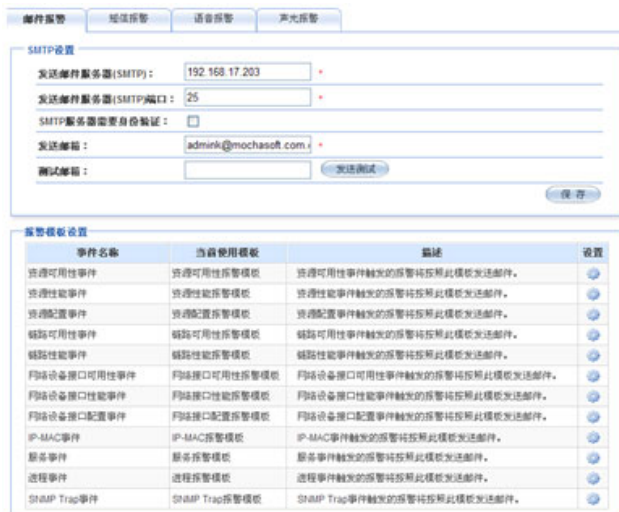 邮件报警 短信报警 语音报警 声光报警
SMTP设置
发送邮件服务器(SMTP)： 192.168.17.203 *
发送邮件服务器(SMTP)端口： 25 *
SMTP服务器需要身份验证：
发送邮箱： admink@mochasoft.com. *
测试邮箱： 发送测试
保 存
报警模板设置
事件名称 当前使用模板 描述 设置
资源可用性事件 资源可用性报警模板 资源可用性事件触发的报警将按照此模板发送邮件。
资源性能事件 资源性能报警模板 资源性能事件触发的报警将按照此模板发送邮件。
资源配置事件 资源配置报警模板 资源配置事件触发的报警将按照此模板发送邮件。
链路可用性事件 链路可用性报警模板 链路可用性事件触发的报警将按照此模板发送邮件。
链路性能事件 链路性能报警模板 链路性能事件触发的报警将按照此模板发送邮件。
网络设备接口可用性事件 网络接口可用性报警模板 网络设备接口可用性事件触发的报警将按照此模板发送邮件。
网络设备接口性能事件 网络接口性能报警模板 网络设备接口性能事件触发的报警将按照此模板发送邮件。
网络设备接口配置事件 网络接口配置报警模板 网络设备接口配置事件触发的报警将按照此模板发送邮件。
IP-MAC事件 IP-MAC报警模板 IP-MAC事件触发的报警将按照此模板发送邮件。
服务事件 服务报警模板 服务事件触发的报警将按照此模板发送邮件。
进程事件 进程报警模板 进程事件触发的报警将按照此模板发送邮件。
SNMP Trap事件 SNMP Trap报警模板 SNMP Trap事件触发的报警将按照此模板发送邮件。